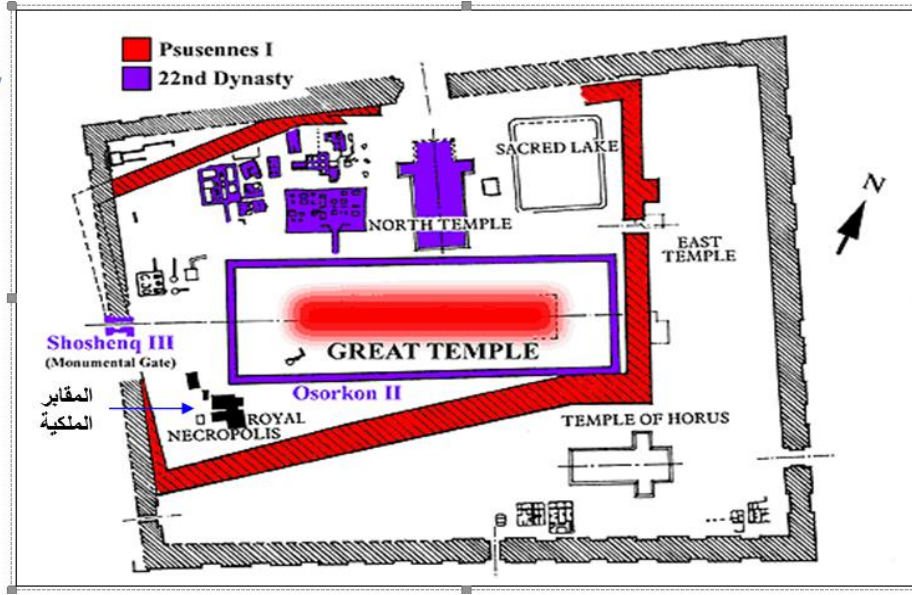 Psusennes I
22nd Dynasty
SACRED LAKE
N
NORTH TEMPLE
EAST
TEMPLE
Shoshenq III
(Monumental Gate)
GREAT TEMPLE
Osorkon II
المقابر
الملكية
ROYAL
NECROPOLIS
TEMPLE OF HORUS